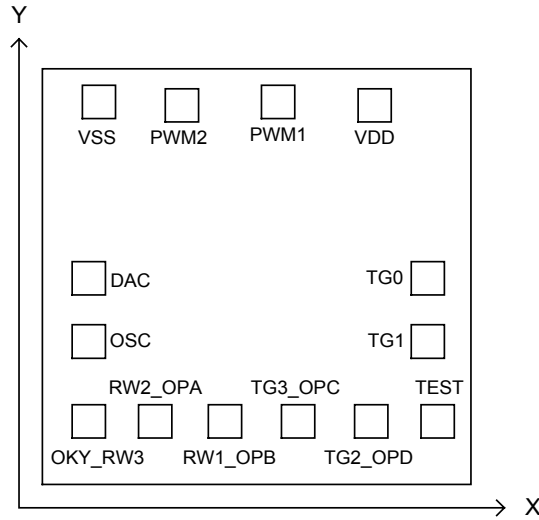 Y
VSS PWM2 PWM1 VDD
DAC TG0
OSC TG1
RW2_OPA TG3_OPC TEST
OKY_RW3 RW1_OPB TG2_OPD
X